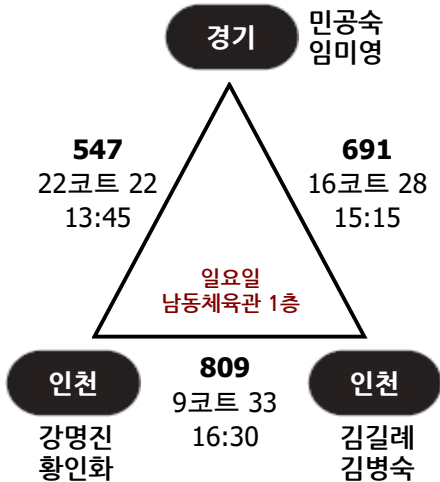 경기
민공숙
임미영
547
22코트 22
13:45
691
16코트 28
15:15
일요일
남동체육관 1층
인천
강명진
황인화
809
9코트 33
16:30
인천
김길례
김병숙